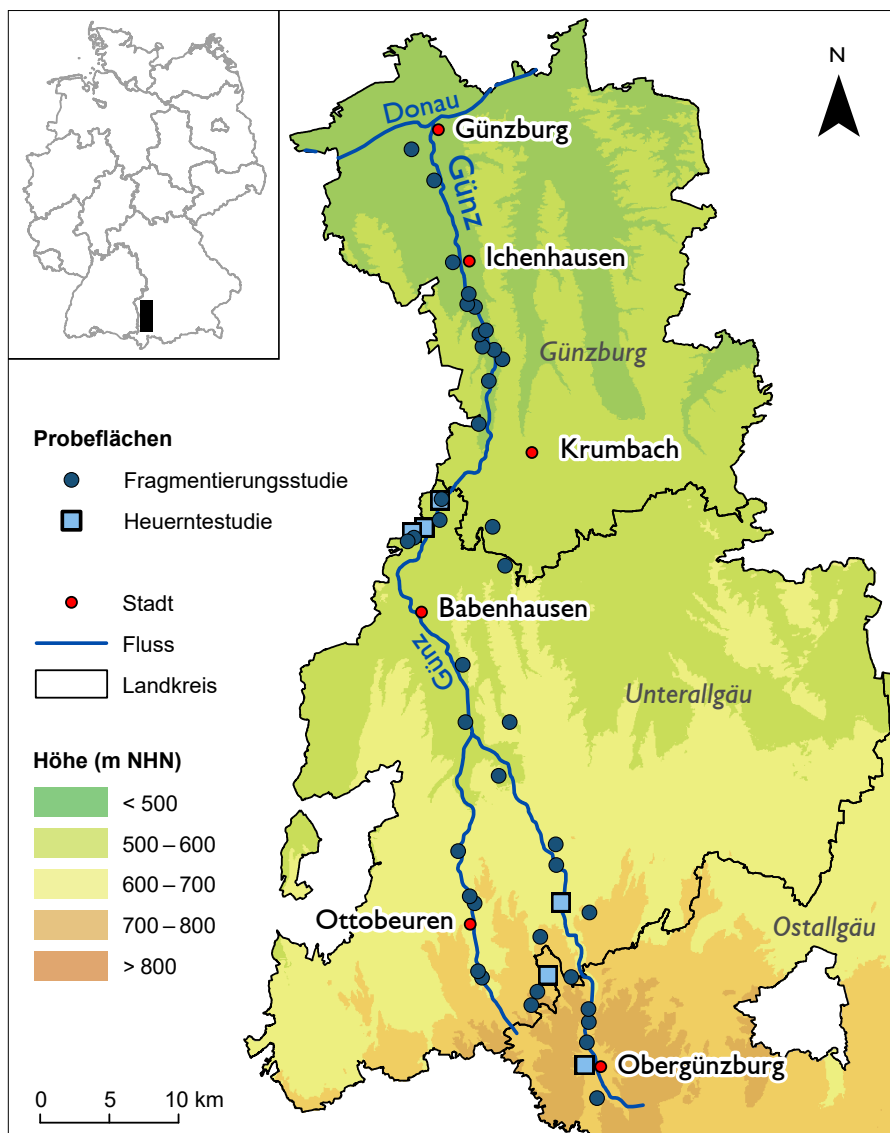 N
Donau
Günzburg
Günz
Ichenhausen
Günzburg
Krumbach
Probeflächen
Fragmentierungsstudie
Heuerntestudie
Stadt
Fluss
Landkreis
Babenhausen
Günz
Unterallgäu
Höhe (m NHN)
< 500
500 – 600
600 – 700
700 – 800
> 800
Ottobeuren
Ostallgäu
Obergünzburg
0 5 10 km